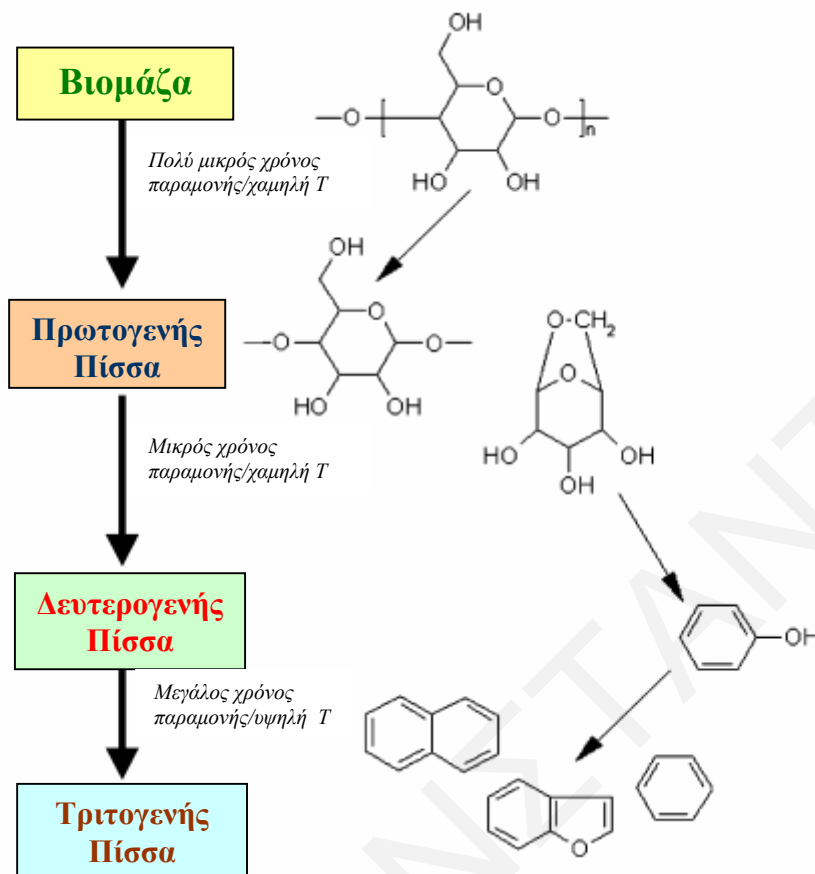 Βιομάζα
Πολύ μικρός χρόνος
παραμονής/χαμηλή Τ
Πρωτογενής
Πίσσα
Μικρός χρόνος
παραμονής/χαμηλή Τ
Δευτερογενής
Πίσσα
Μεγάλος χρόνος
παραμονής/υψηλή Τ
Τριτογενής
Πίσσα
OH
O
O
O
n
HO
OH
OH
O
O
O
HO
OH
O-CH2
O
HO
OH
OH
OH
O
ΝΣΤΑΝΤ